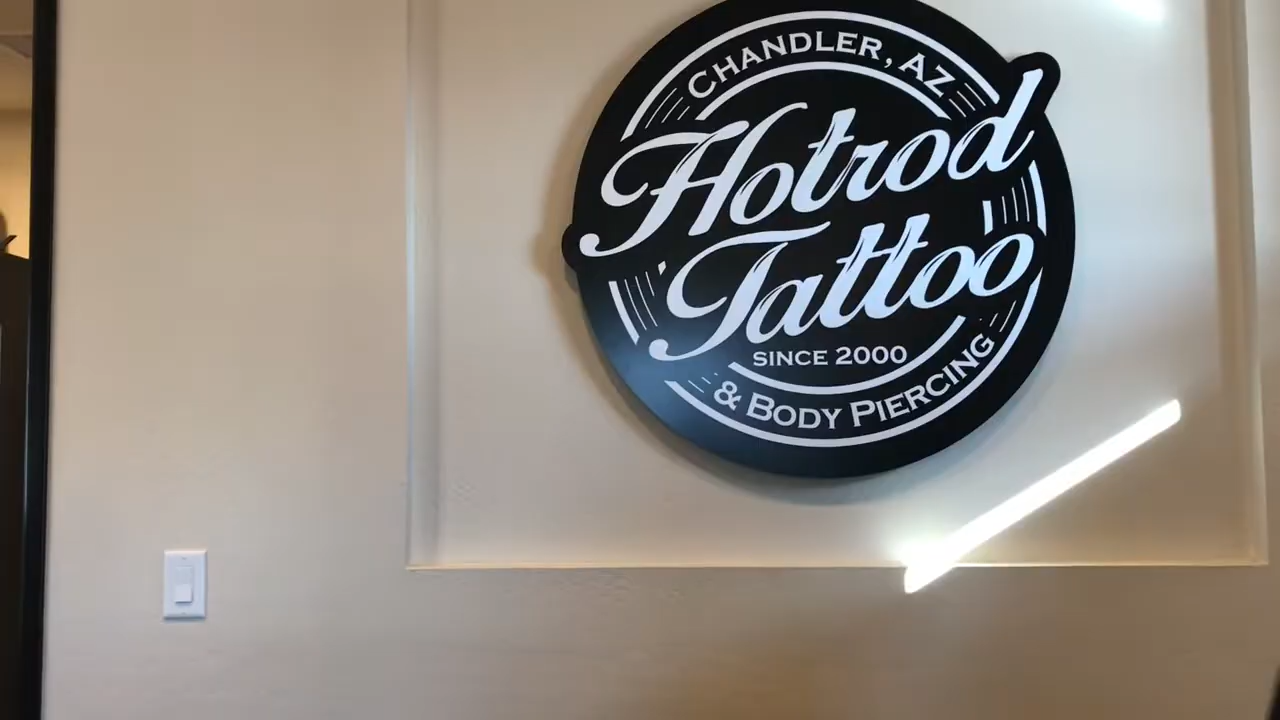 CHANDLER, AZ
Hotrod
Tattoo
SINCE 2000
& BODY PIERCING